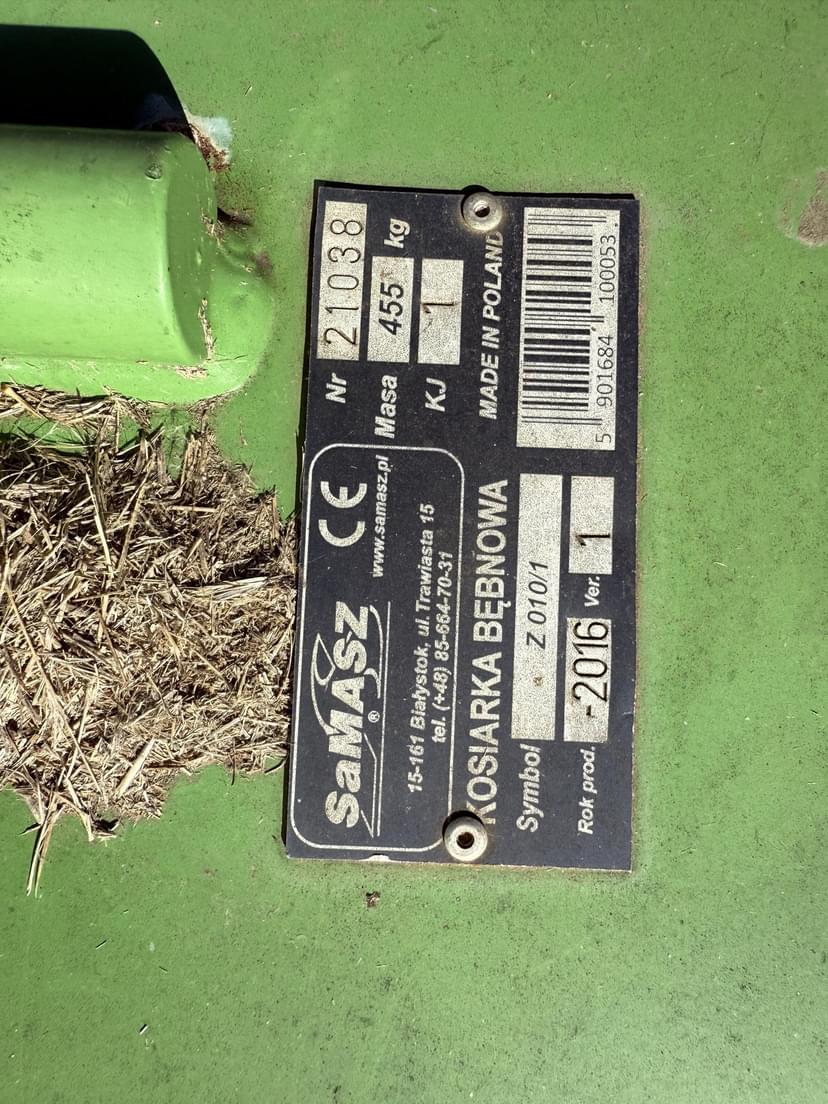 SaMASZ®
CE
www.samasz.pl
15-161 Białystok, ul. Trawiasta 15
tel. (+48) 85-664-70-31
Nr 21038
Masa 455 kg
KJ 1
MADE IN POLAND
KOSIARKA BĘBNOWA
Symbol Z 010/1
Rok prod. -2016 Ver. 1
5 901684 100053